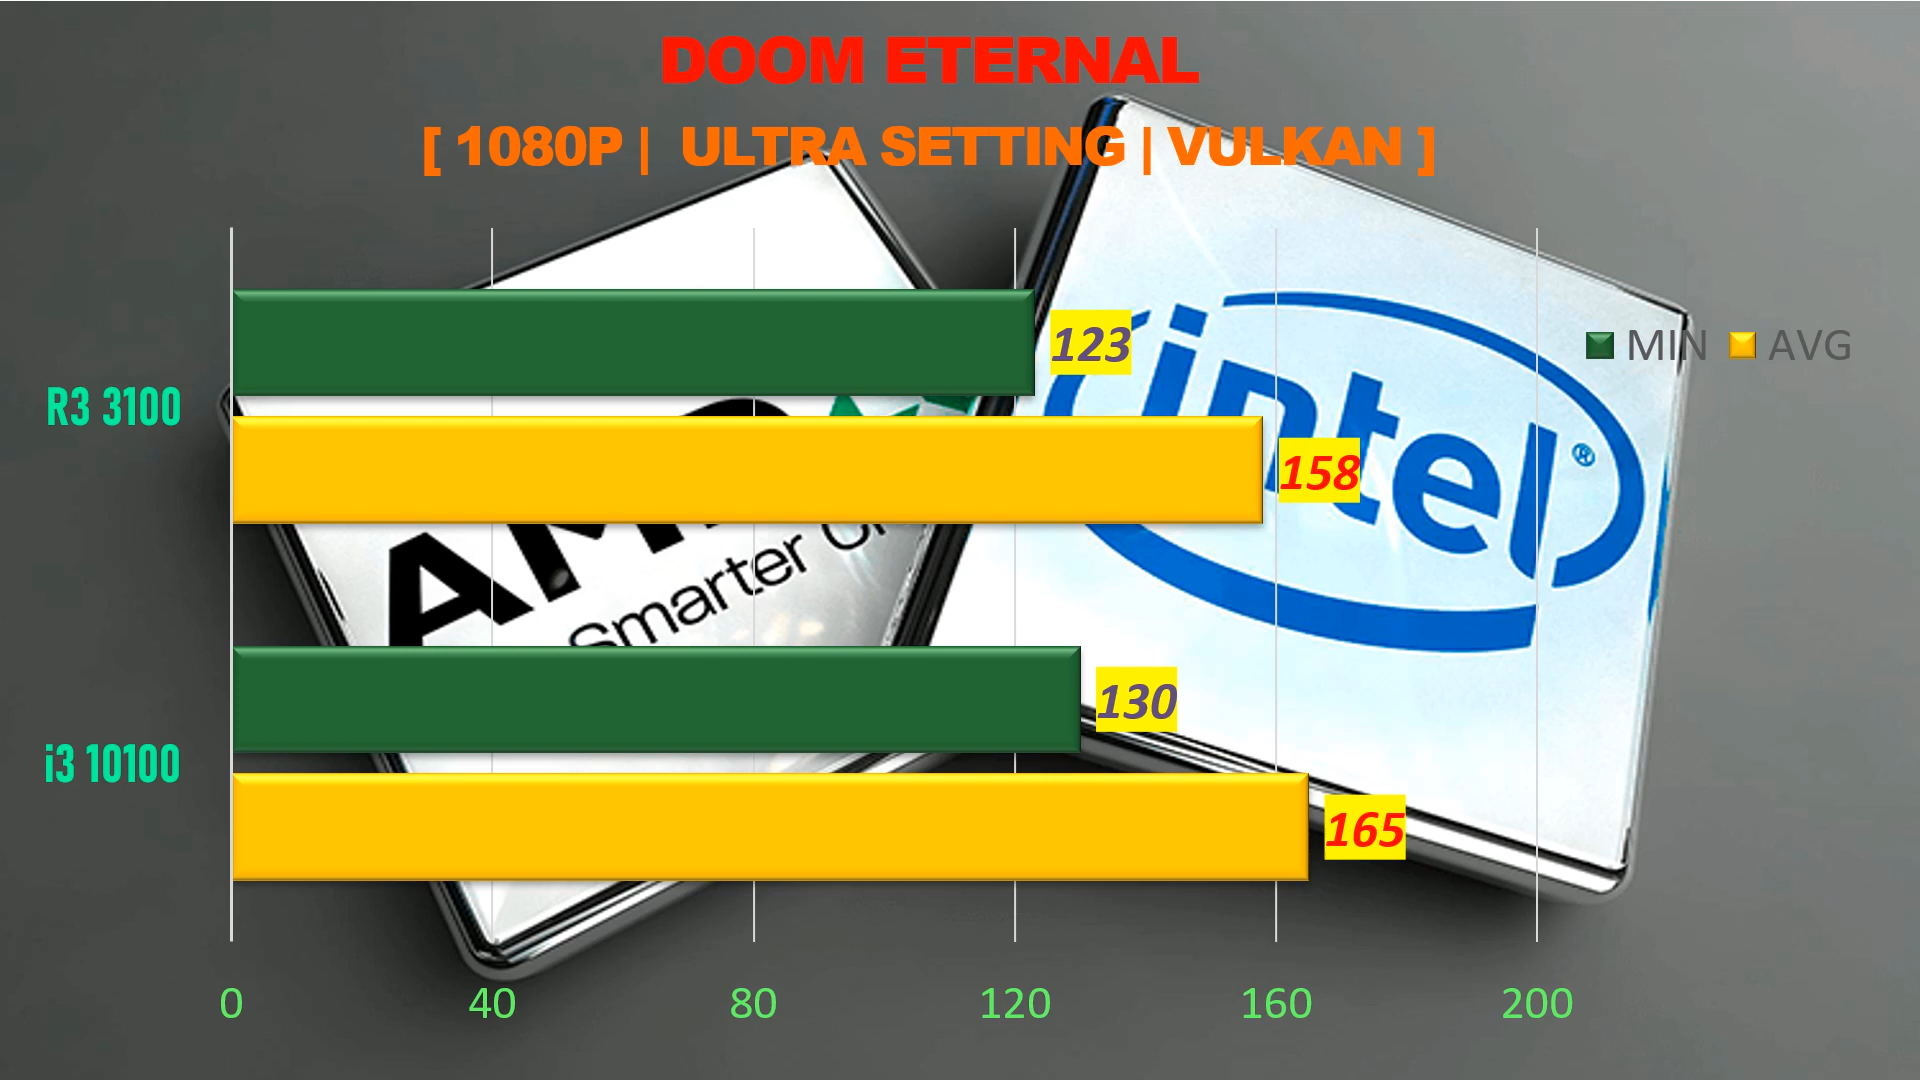 DOOM ETERNAL
[ 1080P | ULTRA SETTING | VULKAN ]
123
intel®
MIN AVG
R3 3100
158
AMD
Smarter
130
i3 10100
165
0 40 80 120 160 200